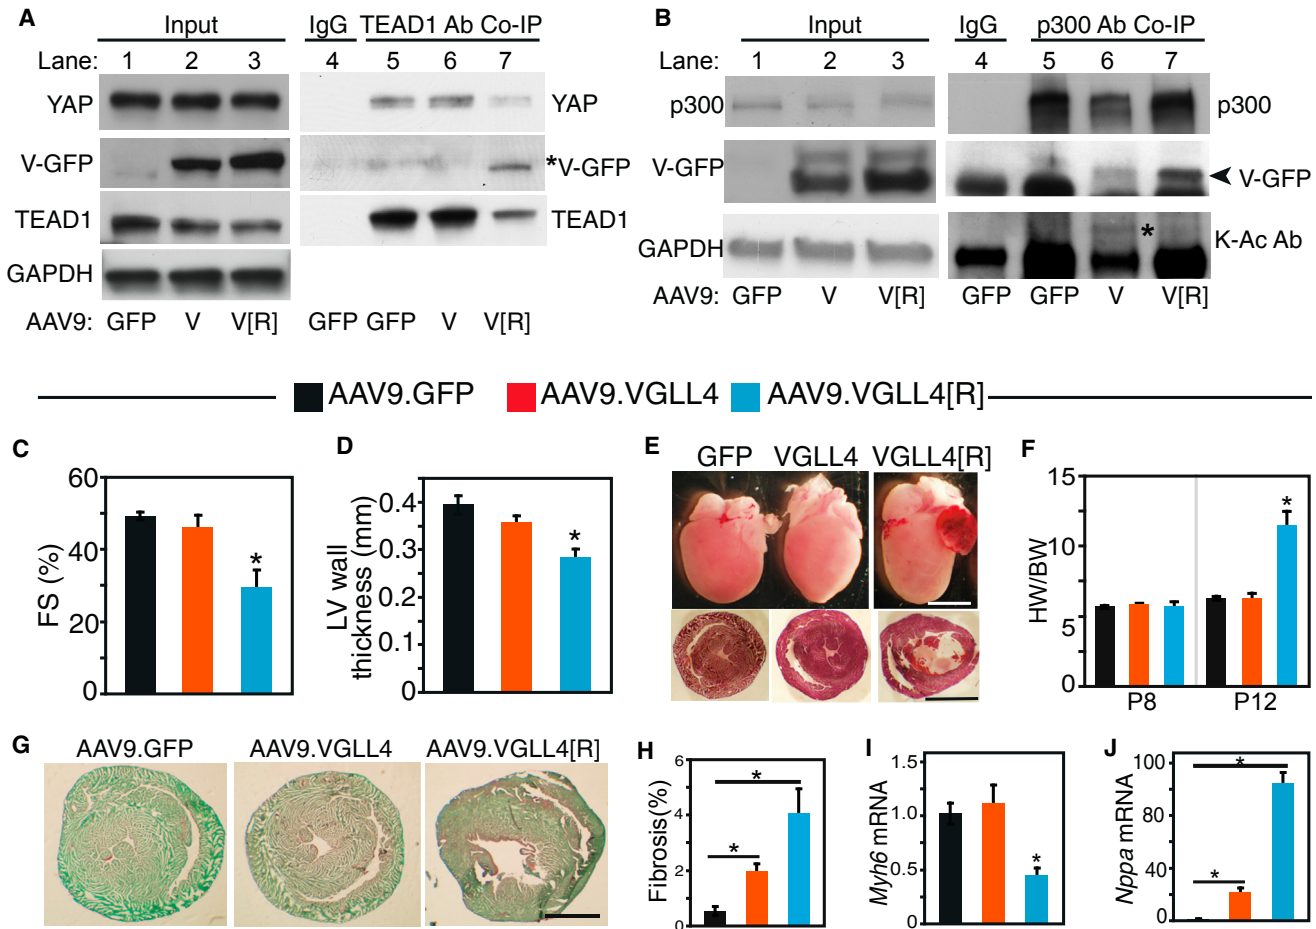 A
Input IgG TEAD1 Ab Co-IP
Lane: 1 2 3 4 5 6 7
YAP YAP
V-GFP *V-GFP
TEAD1 TEAD1
GAPDH
AAV9: GFP V V[R] GFP GFP V V[R]
B
Input IgG p300 Ab Co-IP
Lane: 1 2 3 4 5 6 7
p300 p300
V-GFP V-GFP
GAPDH * K-Ac Ab
AAV9: GFP V V[R] GFP GFP V V[R]
AAV9.GFP AAV9.VGLL4 AAV9.VGLL4[R]
C
FS (%)
60
40
20
0
*
D
LV wall
thickness (mm)
0.4
0.3
0.4
0.2
0.1
0
*
E
GFP VGLL4 VGLL4[R]
F
HW/BW
15
10
5
0
*
P8 P12
G
AAV9.GFP AAV9.VGLL4 AAV9.VGLL4[R]
H
Fibrosis(%)
6
4
2
0
*
*
I
Myh6 mRNA
1.5
1.0
0.5
0
*
J
Nppa mRNA
100
80
40
0
*
*